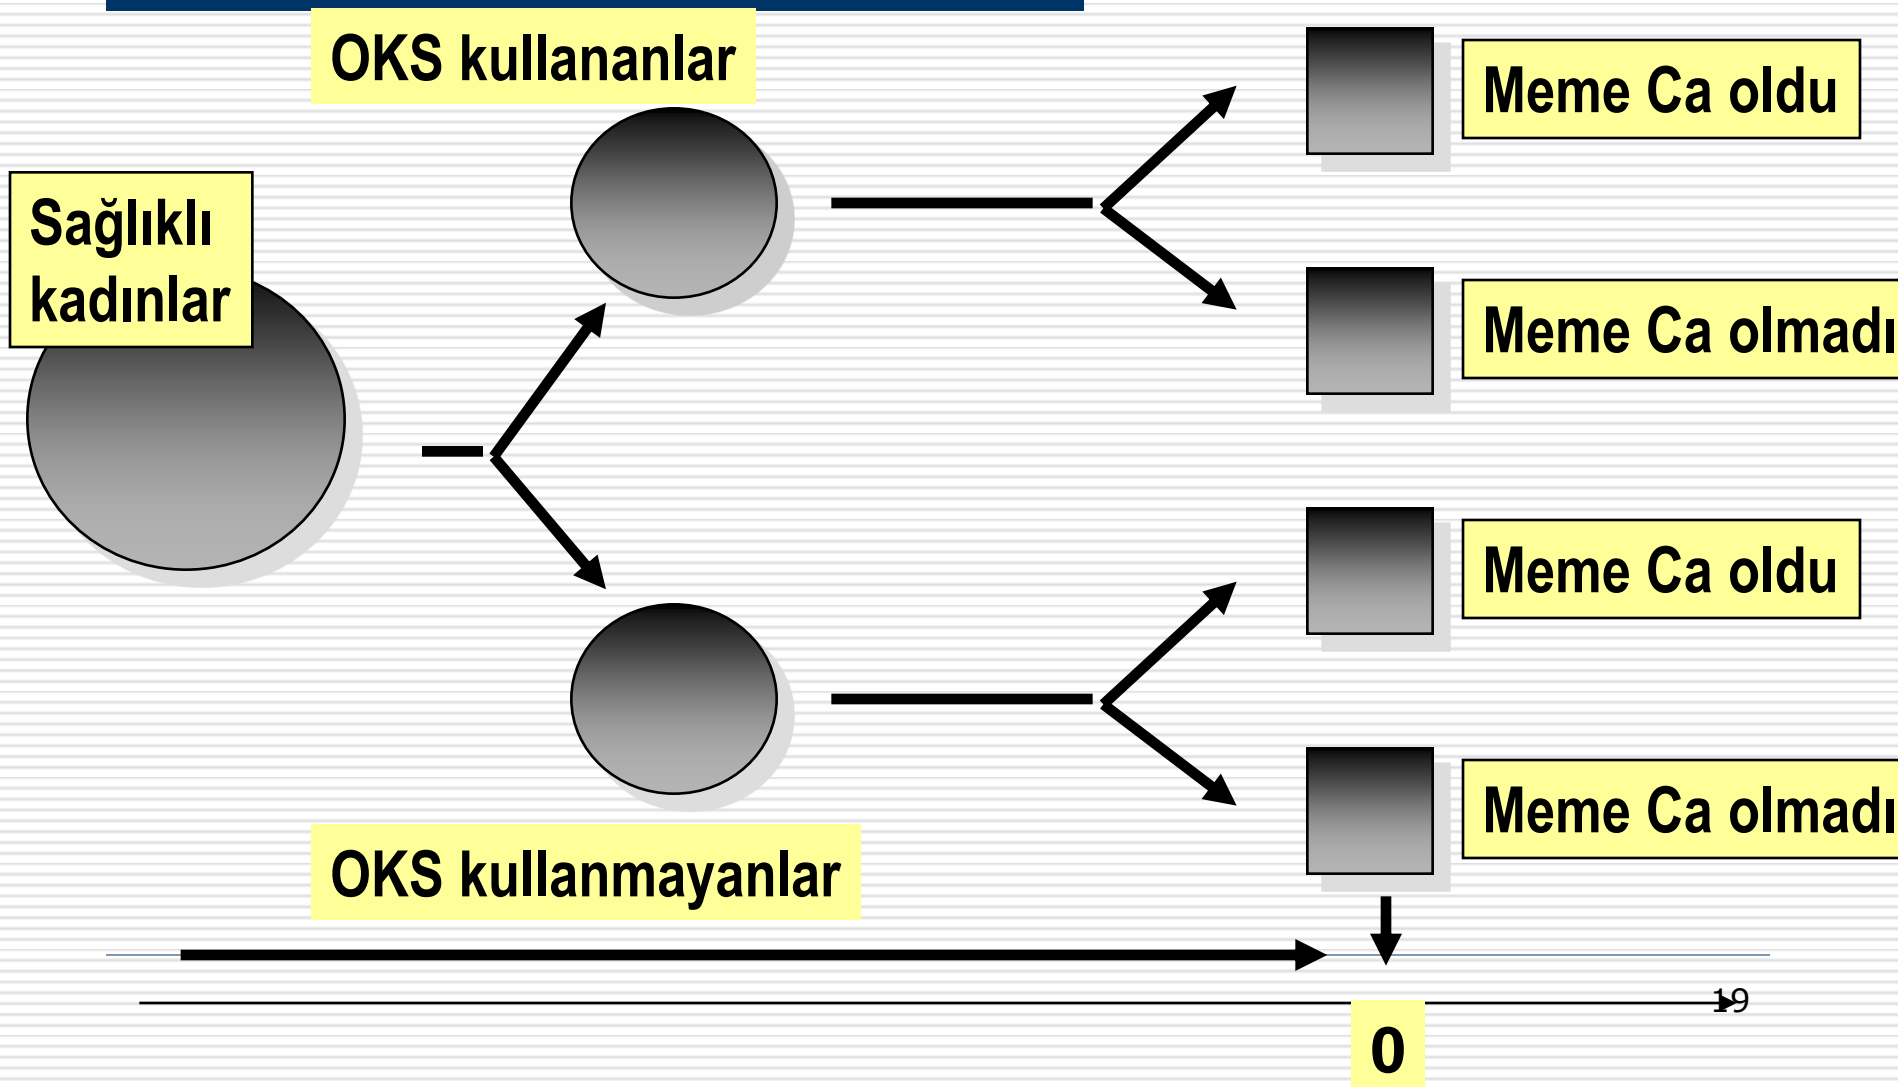 OKS kullananlar
Meme Ca oldu
Sağlıklı
kadınlar
Meme Ca olmadı
Meme Ca oldu
Meme Ca olmadı
OKS kullanmayanlar
19
0